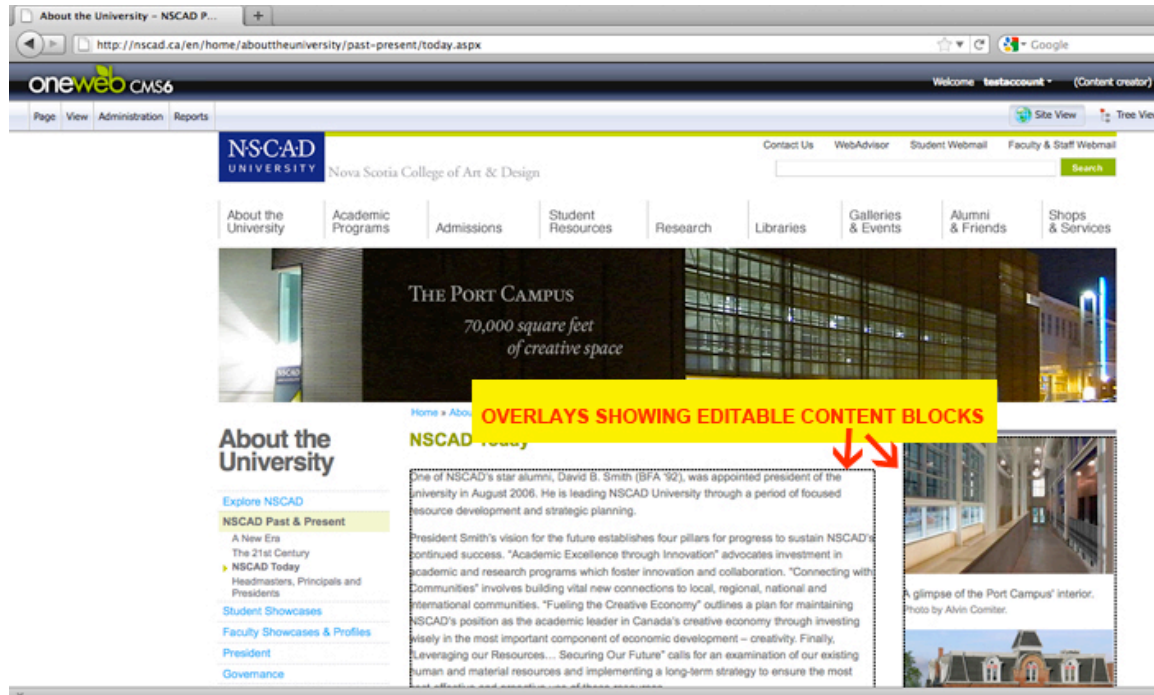 About the University – NSCAD P...
+
http://nscad.ca/en/home/abouttheuniversity/past-present/today.aspx
Google
oneweb CMS6
Welcome testaccount (Content creator)
Page View Administration Reports
Site View Tree Vie
N·S·C·A·D
UNIVERSITY
Nova Scotia College of Art & Design
Contact Us WebAdvisor Student Webmail Faculty & Staff Webmail
Search
About the
University
Academic
Programs
Admissions
Student
Resources
Research
Libraries
Galleries
& Events
Alumni
& Friends
Shops
& Services
THE PORT CAMPUS
70,000 square feet
of creative space
NSCAD
Home » Abou
OVERLAYS SHOWING EDITABLE CONTENT BLOCKS
About the
University
Explore NSCAD
NSCAD Past & Present
A New Era
The 21st Century
NSCAD Today
Headmasters, Principals and
Presidents
Student Showcases
Faculty Showcases & Profiles
President
Governance
NSCAD Today
One of NSCAD's star alumni, David B. Smith (BFA '92), was appointed president of the
university in August 2006. He is leading NSCAD University through a period of focused
resource development and strategic planning.
President Smith's vision for the future establishes four pillars for progress to sustain NSCAD's
continued success. "Academic Excellence through Innovation" advocates investment in
academic and research programs which foster innovation and collaboration. "Connecting with
Communities" involves building vital new connections to local, regional, national and
international communities. "Fueling the Creative Economy" outlines a plan for maintaining
NSCAD's position as the academic leader in Canada's creative economy through investing
wisely in the most important component of economic development – creativity. Finally,
"Leveraging our Resources... Securing Our Future" calls for an examination of our existing
human and material resources and implementing a long-term strategy to ensure the most
A glimpse of the Port Campus' interior.
Photo by Alvin Comiter.